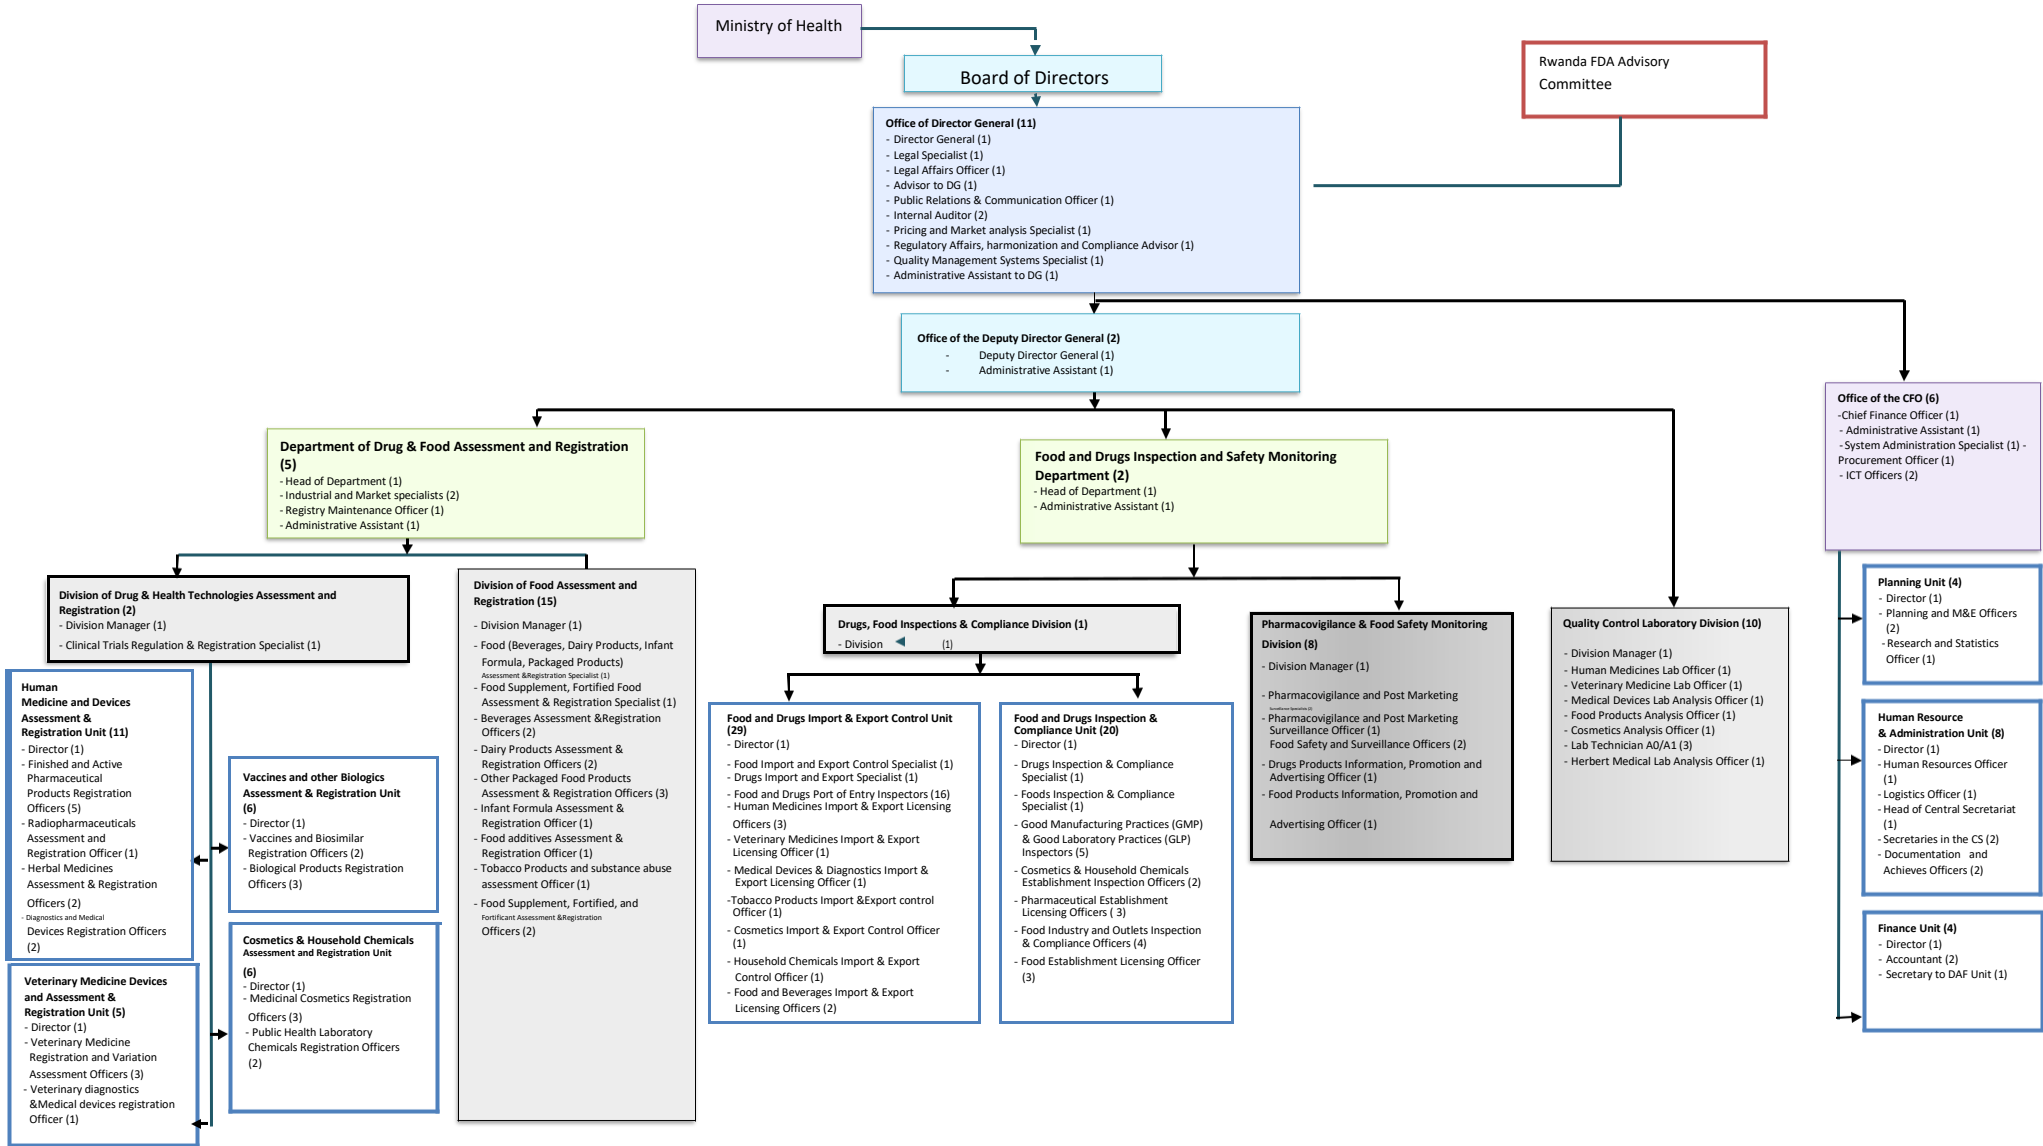 Ministry of Health
Board of Directors
Rwanda FDA Advisory
Committee
Office of Director General (11)
- Director General (1)
- Legal Specialist (1)
- Legal Affairs Officer (1)
- Advisor to DG (1)
- Public Relations & Communication Officer (1)
- Internal Auditor (2)
- Pricing and Market analysis Specialist (1)
- Regulatory Affairs, harmonization and Compliance Advisor (1)
- Quality Management Systems Specialist (1)
- Administrative Assistant to DG (1)
Office of the Deputy Director General (2)
- Deputy Director General (1)
- Administrative Assistant (1)
Office of the CFO (6)
-Chief Finance Officer (1)
- Administrative Assistant (1)
- System Administration Specialist (1) -
Procurement Officer (1)
- ICT Officers (2)
Department of Drug & Food Assessment and Registration
(5)
- Head of Department (1)
- Industrial and Market specialists (2)
- Registry Maintenance Officer (1)
- Administrative Assistant (1)
Food and Drugs Inspection and Safety Monitoring
Department (2)
- Head of Department (1)
- Administrative Assistant (1)
Division of Drug & Health Technologies Assessment and
Registration (2)
- Division Manager (1)
- Clinical Trials Regulation & Registration Specialist (1)
Division of Food Assessment and
Registration (15)
- Division Manager (1)
- Food (Beverages, Dairy Products, Infant
Formula, Packaged Products)
Assessment &Registration Specialist (1)
- Food Supplement, Fortified Food
Assessment & Registration Specialist (1)
- Beverages Assessment &Registration
Officers (2)
- Dairy Products Assessment &
Registration Officers (2)
- Other Packaged Food Products
Assessment & Registration Officers (3)
- Infant Formula Assessment &
Registration Officer (1)
- Food additives Assessment &
Registration Officer (1)
- Tobacco Products and substance abuse
assessment Officer (1)
- Food Supplement, Fortified, and
Fortificant Assessment &Registration
Officers (2)
Drugs, Food Inspections & Compliance Division (1)
- Division (1)
Pharmacovigilance & Food Safety Monitoring
Division (8)
- Division Manager (1)
- Pharmacovigilance and Post Marketing
Surveillance Specialists (2)
- Pharmacovigilance and Post Marketing
Surveillance Officer (1)
Food Safety and Surveillance Officers (2)
- Drugs Products Information, Promotion and
Advertising Officer (1)
- Food Products Information, Promotion and
Advertising Officer (1)
Quality Control Laboratory Division (10)
- Division Manager (1)
- Human Medicines Lab Officer (1)
- Veterinary Medicine Lab Officer (1)
- Medical Devices Lab Analysis Officer (1)
- Food Products Analysis Officer (1)
- Cosmetics Analysis Officer (1)
- Lab Technician A0/A1 (3)
- Herbert Medical Lab Analysis Officer (1)
Planning Unit (4)
- Director (1)
- Planning and M&E Officers
(2)
- Research and Statistics
Officer (1)
Human Resource
& Administration Unit (8)
- Director (1)
- Human Resources Officer
(1)
- Logistics Officer (1)
- Head of Central Secretariat
(1)
- Secretaries in the CS (2)
- Documentation and
Achieves Officers (2)
Finance Unit (4)
- Director (1)
- Accountant (2)
- Secretary to DAF Unit (1)
Human
Medicine and Devices
Assessment &
Registration Unit (11)
- Director (1)
- Finished and Active
Pharmaceutical
Products Registration
Officers (5)
- Radiopharmaceuticals
Assessment and
Registration Officer (1)
- Herbal Medicines
Assessment & Registration
Officers (2)
- Diagnostics and Medical
Devices Registration Officers
(2)
Vaccines and other Biologics
Assessment & Registration Unit
(6)
- Director (1)
- Vaccines and Biosimilar
Registration Officers (2)
- Biological Products Registration
Officers (3)
Cosmetics & Household Chemicals
Assessment and Registration Unit
(6)
- Director (1)
- Medicinal Cosmetics Registration
Officers (3)
- Public Health Laboratory
Chemicals Registration Officers
(2)
Veterinary Medicine Devices
and Assessment &
Registration Unit (5)
- Director (1)
- Veterinary Medicine
Registration and Variation
Assessment Officers (3)
- Veterinary diagnostics
&Medical devices registration
Officer (1)
Food and Drugs Import & Export Control Unit
(29)
- Director (1)
- Food Import and Export Control Specialist (1)
- Drugs Import and Export Specialist (1)
- Food and Drugs Port of Entry Inspectors (16)
- Human Medicines Import & Export Licensing
Officers (3)
- Veterinary Medicines Import & Export
Licensing Officer (1)
- Medical Devices & Diagnostics Import &
Export Licensing Officer (1)
-Tobacco Products Import &Export control
Officer (1)
- Cosmetics Import & Export Control Officer
(1)
- Household Chemicals Import & Export
Control Officer (1)
- Food and Beverages Import & Export
Licensing Officers (2)
Food and Drugs Inspection &
Compliance Unit (20)
- Director (1)
- Drugs Inspection & Compliance
Specialist (1)
- Foods Inspection & Compliance
Specialist (1)
- Good Manufacturing Practices (GMP)
& Good Laboratory Practices (GLP)
Inspectors (5)
- Cosmetics & Household Chemicals
Establishment Inspection Officers (2)
- Pharmaceutical Establishment
Licensing Officers ( 3)
- Food Industry and Outlets Inspection
& Compliance Officers (4)
- Food Establishment Licensing Officer
(3)